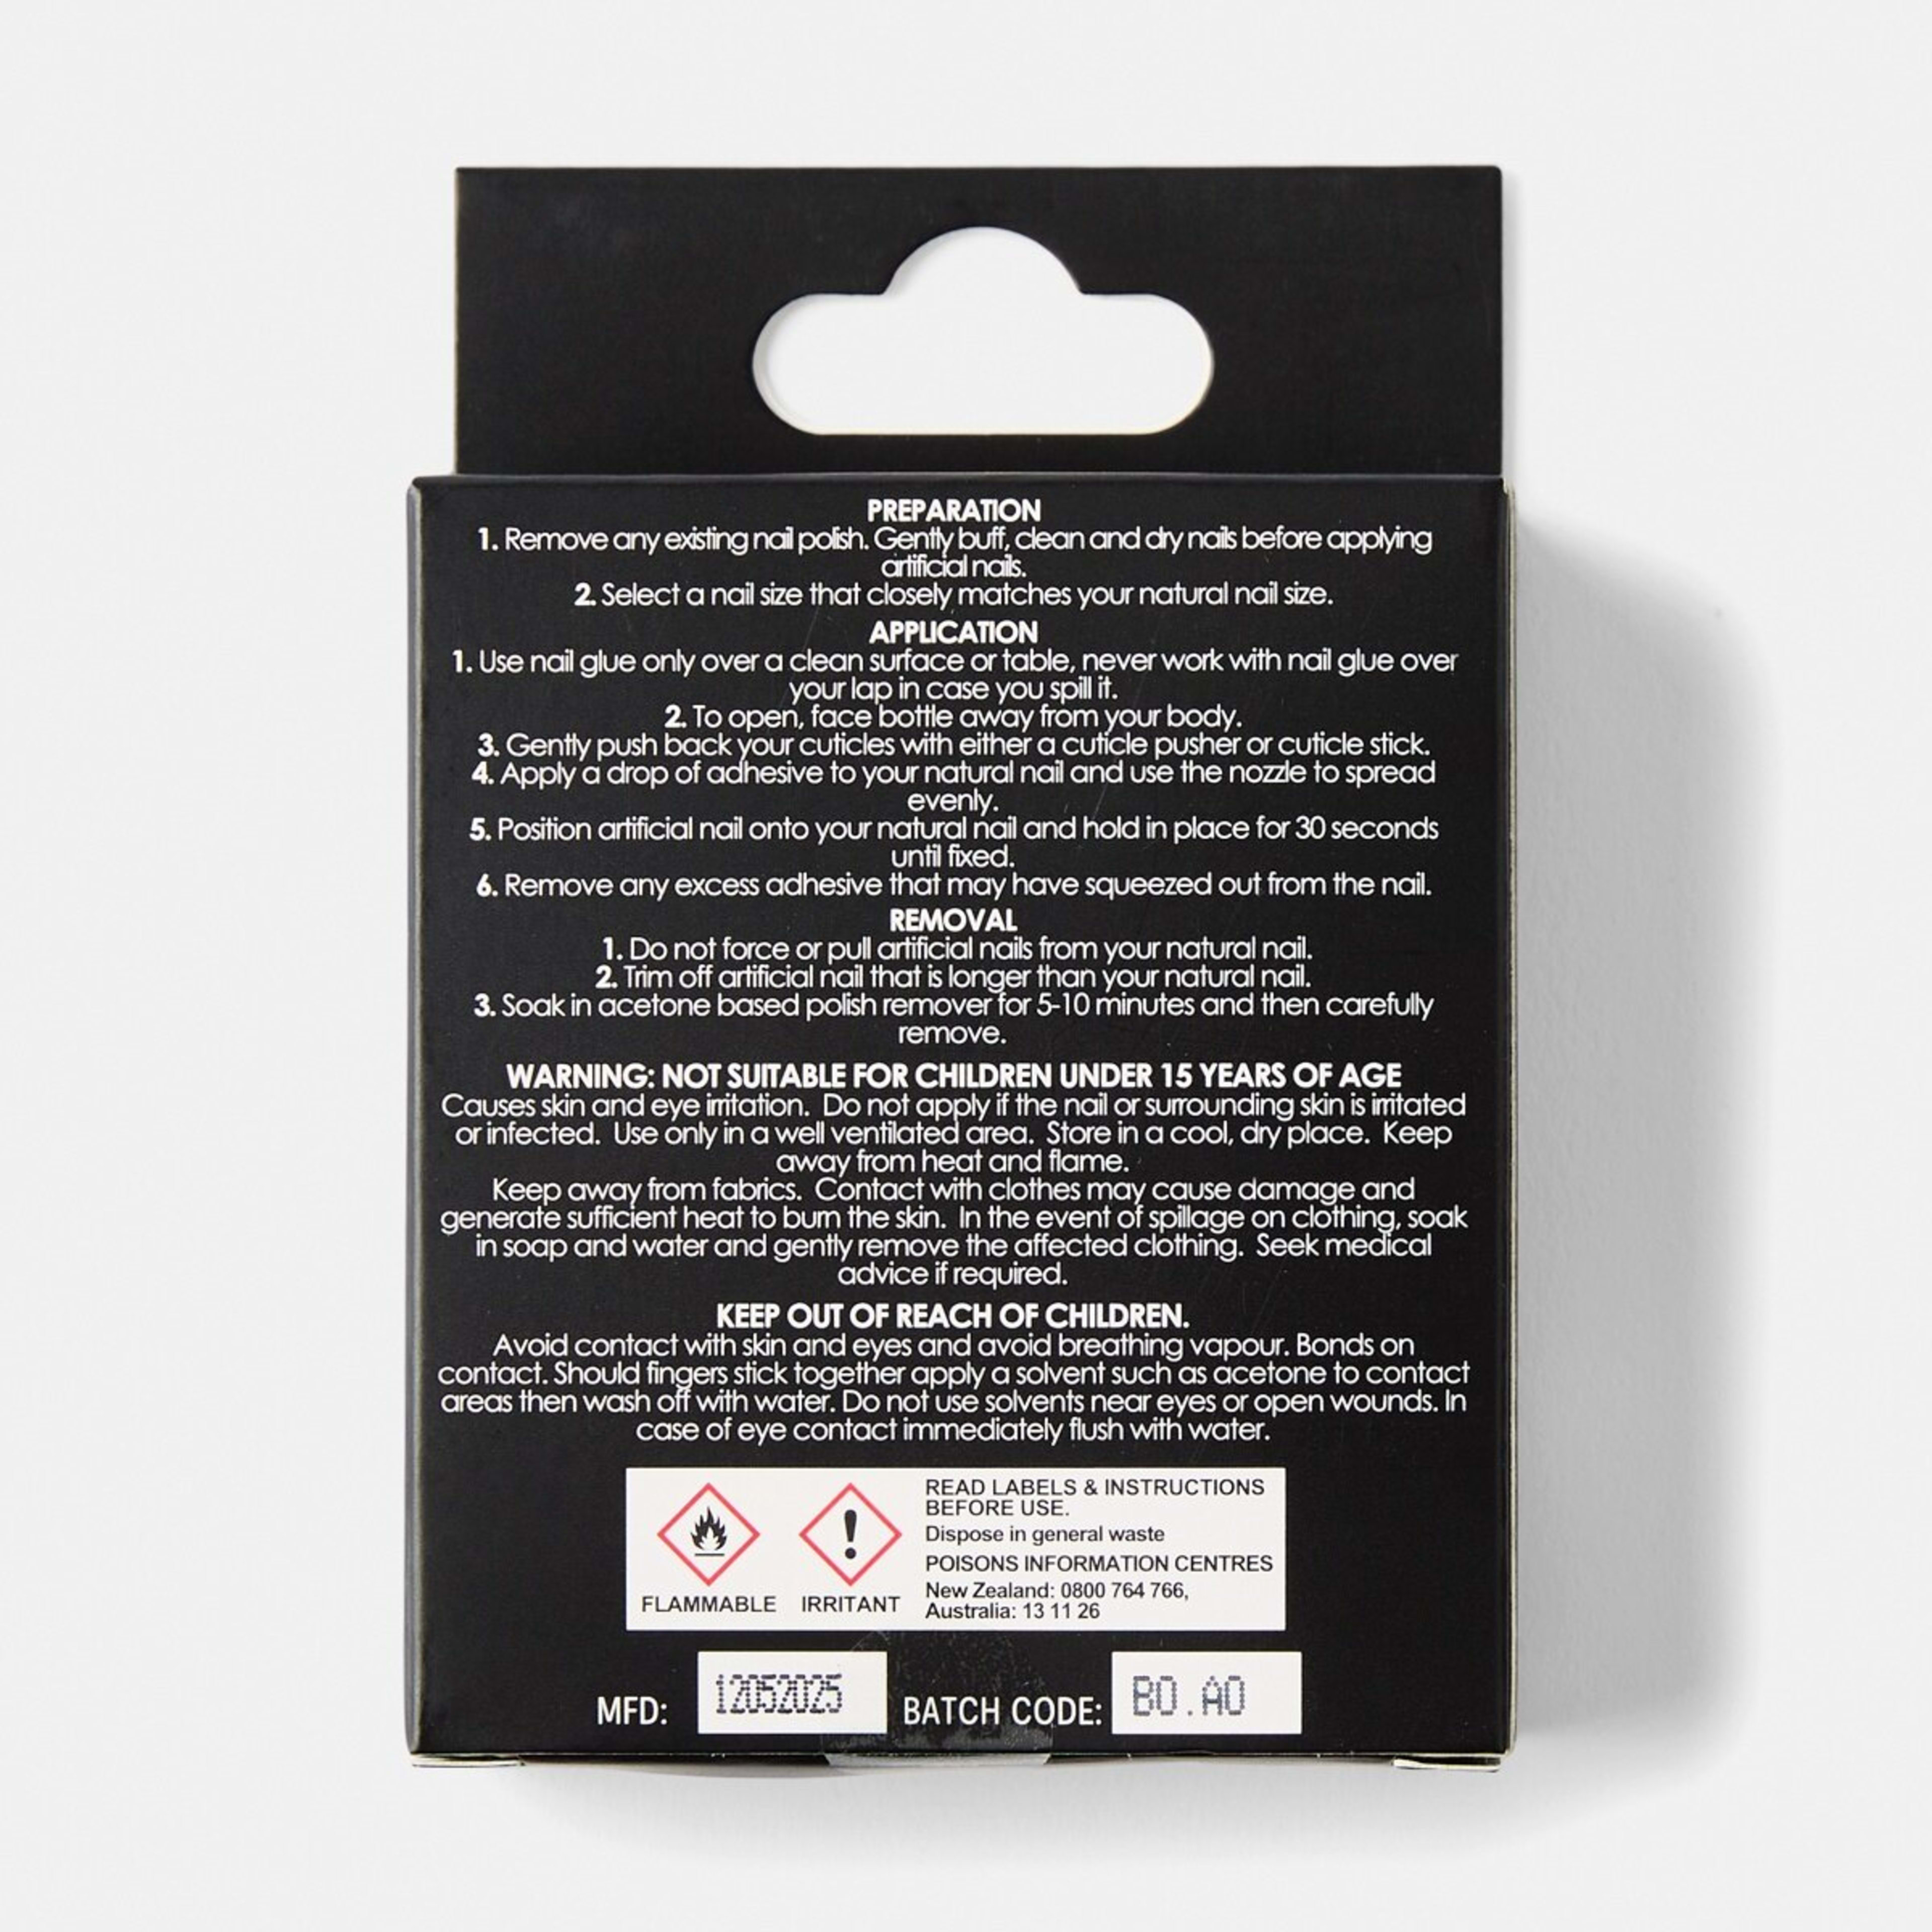 PREPARATION
1. Remove any existing nail polish. Gently buff, clean and dry nails before applying
artificial nails.
2. Select a nail size that closely matches your natural nail size.
APPLICATION
1. Use nail glue only over a clean surface or table, never work with nail glue over
your lap in case you spill it.
2. To open, face bottle away from your body.
3. Gently push back your cuticles with either a cuticle pusher or cuticle stick.
4. Apply a drop of adhesive to your natural nail and use the nozzle to spread
evenly.
5. Position artificial nail onto your natural nail and hold in place for 30 seconds
until fixed.
6. Remove any excess adhesive that may have squeezed out from the nail.
REMOVAL
1. Do not force or pull artificial nails from your natural nail.
2. Trim off artificial nail that is longer than your natural nail.
3. Soak in acetone based polish remover for 5-10 minutes and then carefully
remove.
WARNING: NOT SUITABLE FOR CHILDREN UNDER 15 YEARS OF AGE
Causes skin and eye irritation. Do not apply if the nail or surrounding skin is irritated
or infected. Use only in a well ventilated area. Store in a cool, dry place. Keep
away from heat and flame.
Keep away from fabrics. Contact with clothes may cause damage and
generate sufficient heat to burn the skin. In the event of spillage on clothing, soak
in soap and water and gently remove the affected clothing. Seek medical
advice if required.
KEEP OUT OF REACH OF CHILDREN.
Avoid contact with skin and eyes and avoid breathing vapour. Bonds on
contact. Should fingers stick together apply a solvent such as acetone to contact
areas then wash off with water. Do not use solvents near eyes or open wounds. In
case of eye contact immediately flush with water.
FLAMMABLE
IRRITANT
READ LABELS & INSTRUCTIONS
BEFORE USE.
Dispose in general waste
POISONS INFORMATION CENTRES
New Zealand: 0800 764 766,
Australia: 13 11 26
MFD: 12052025
BATCH CODE: BO.AO